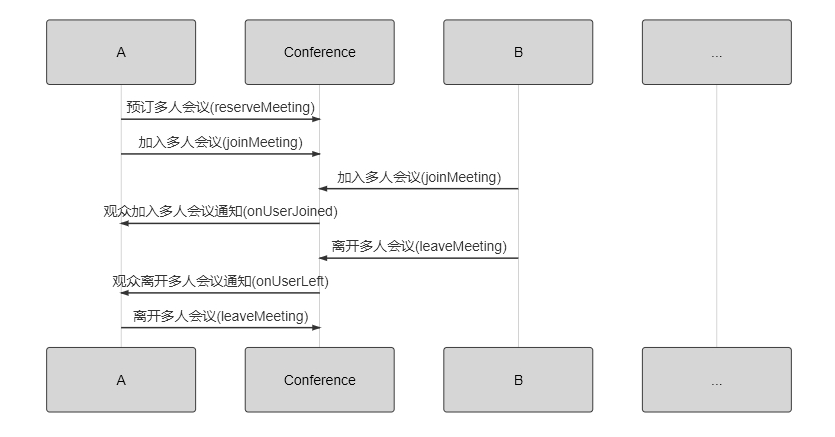 A
Conference
B
...
预订多人会议(reserveMeeting)
加入多人会议(joinMeeting)
加入多人会议(joinMeeting)
观众加入多人会议通知(onUserJoined)
离开多人会议(leaveMeeting)
观众离开多人会议通知(onUserLeft)
离开多人会议(leaveMeeting)
A
Conference
B
...